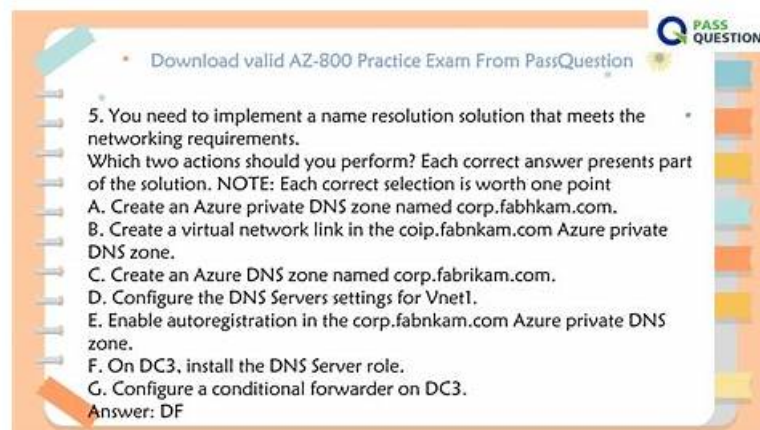 PASS
QUESTION
• Download valid AZ-800 Practice Exam From PassQuestion
5. You need to implement a name resolution solution that meets the
networking requirements.
Which two actions should you perform? Each correct answer presents part
of the solution. NOTE: Each correct selection is worth one point
A. Create an Azure private DNS zone named corp.fabhkam.com.
B. Create a virtual network link in the coip.fabnkam.com Azure private
DNS zone.
C. Create an Azure DNS zone named corp.fabrikam.com.
D. Configure the DNS Servers settings for Vnet1.
E. Enable autoregistration in the corp.fabnkam.com Azure private DNS
zone.
F. On DC3, install the DNS Server role.
G. Configure a conditional forwarder on DC3.
Answer: DF